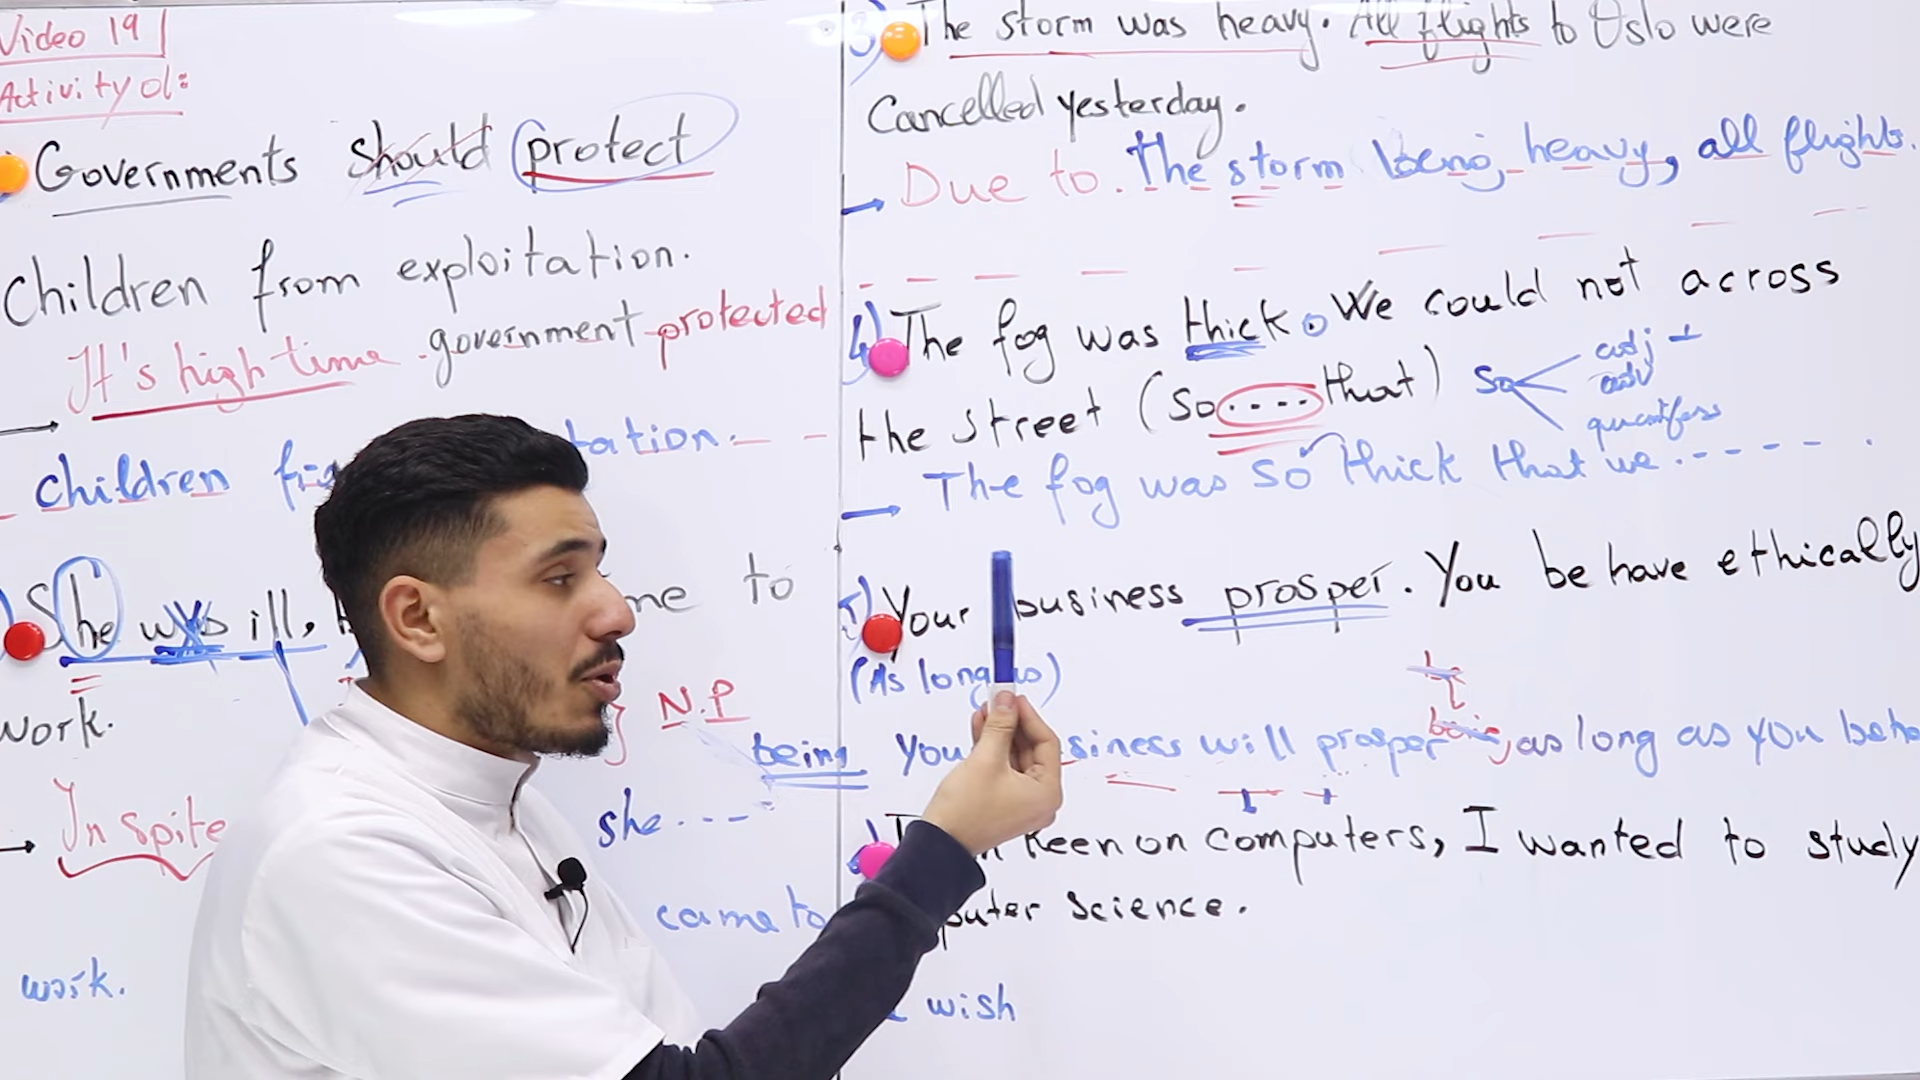 Video 19
Activity 01:
Governments should protect
Children from exploitation.
It's high time government protected
children tation.
She was ill, me to
work.
N.P
being
In spite she....
came to
work.
3) The storm was heavy. All flights to Oslo were
Cancelled yesterday.
Due to. The storm being heavy, all flights.
4) The fog was thick. We could not across
the street (so....that) so
adj
adv
The fog was so thick that we......
5) Your business prosper. You behave ethically
(As long as)
being
business will prosper, as long as you beha
keen on computers, I wanted to study
science.
wish